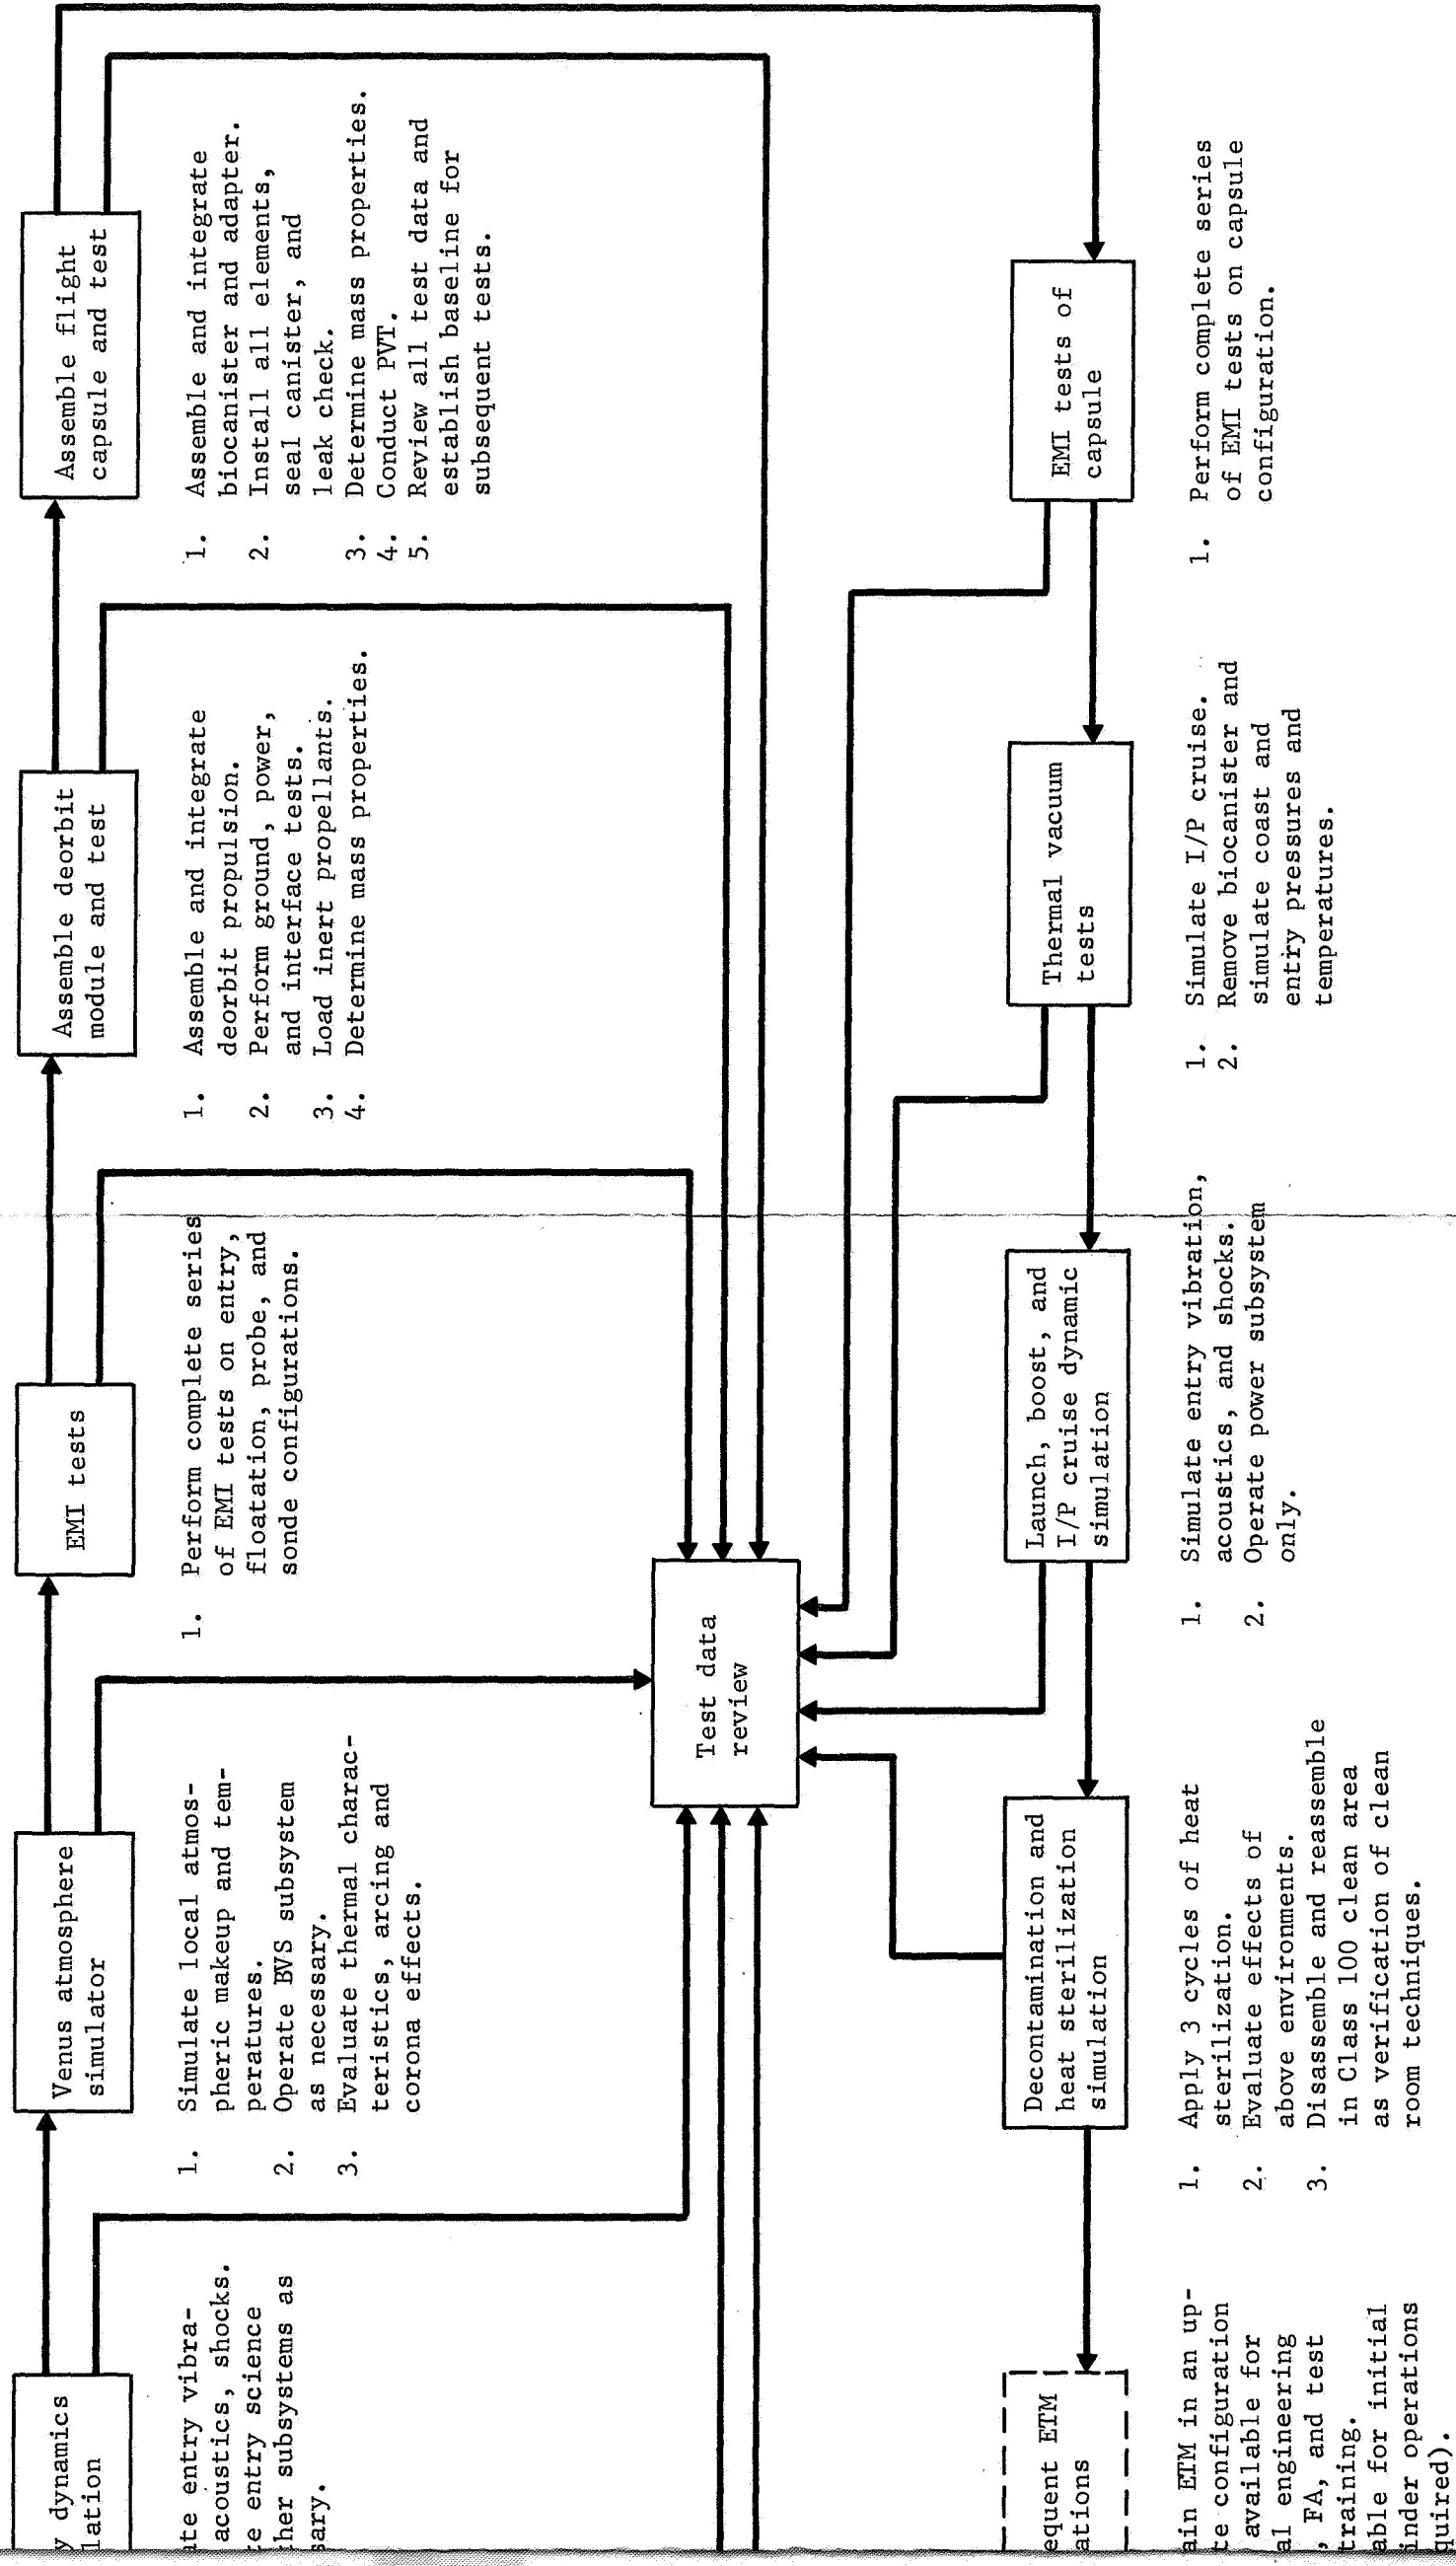 y dynamics
lation
ate entry vibra-
acoustics, shocks.
e entry science
her subsystems as
sary.
Venus atmosphere
simulator
1. Simulate local atmos-
pheric makeup and tem-
peratures.
2. Operate BVS subsystem
as necessary.
3. Evaluate thermal charac-
teristics, arcing and
corona effects.
EMI tests
1. Perform complete series
of EMI tests on entry,
floatation, probe, and
sonde configurations.
Assemble deorbit
module and test
1. Assemble and integrate
deorbit propulsion.
2. Perform ground, power,
and interface tests.
3. Load inert propellants.
4. Determine mass properties.
Assemble flight
capsule and test
1. Assemble and integrate
biocanister and adapter.
2. Install all elements,
seal canister, and
leak check.
3. Determine mass properties.
4. Conduct PVT.
5. Review all test data and
establish baseline for
subsequent tests.
Test data
review
equent ETM
ations
ain ETM in an up-
te configuration
available for
al engineering
, FA, and test
training.
able for initial
inder operations
quired).
Decontamination and
heat sterilization
simulation
1. Apply 3 cycles of heat
sterilization.
2. Evaluate effects of
above environments.
3. Disassemble and reassemble
in Class 100 clean area
as verification of clean
room techniques.
Launch, boost, and
I/P cruise dynamic
simulation
1. Simulate entry vibration,
acoustics, and shocks.
2. Operate power subsystem
only.
Thermal vacuum
tests
1. Simulate I/P cruise.
2. Remove biocanister and
simulate coast and
entry pressures and
temperatures.
EMI tests of
capsule
1. Perform complete series
of EMI tests on capsule
configuration.